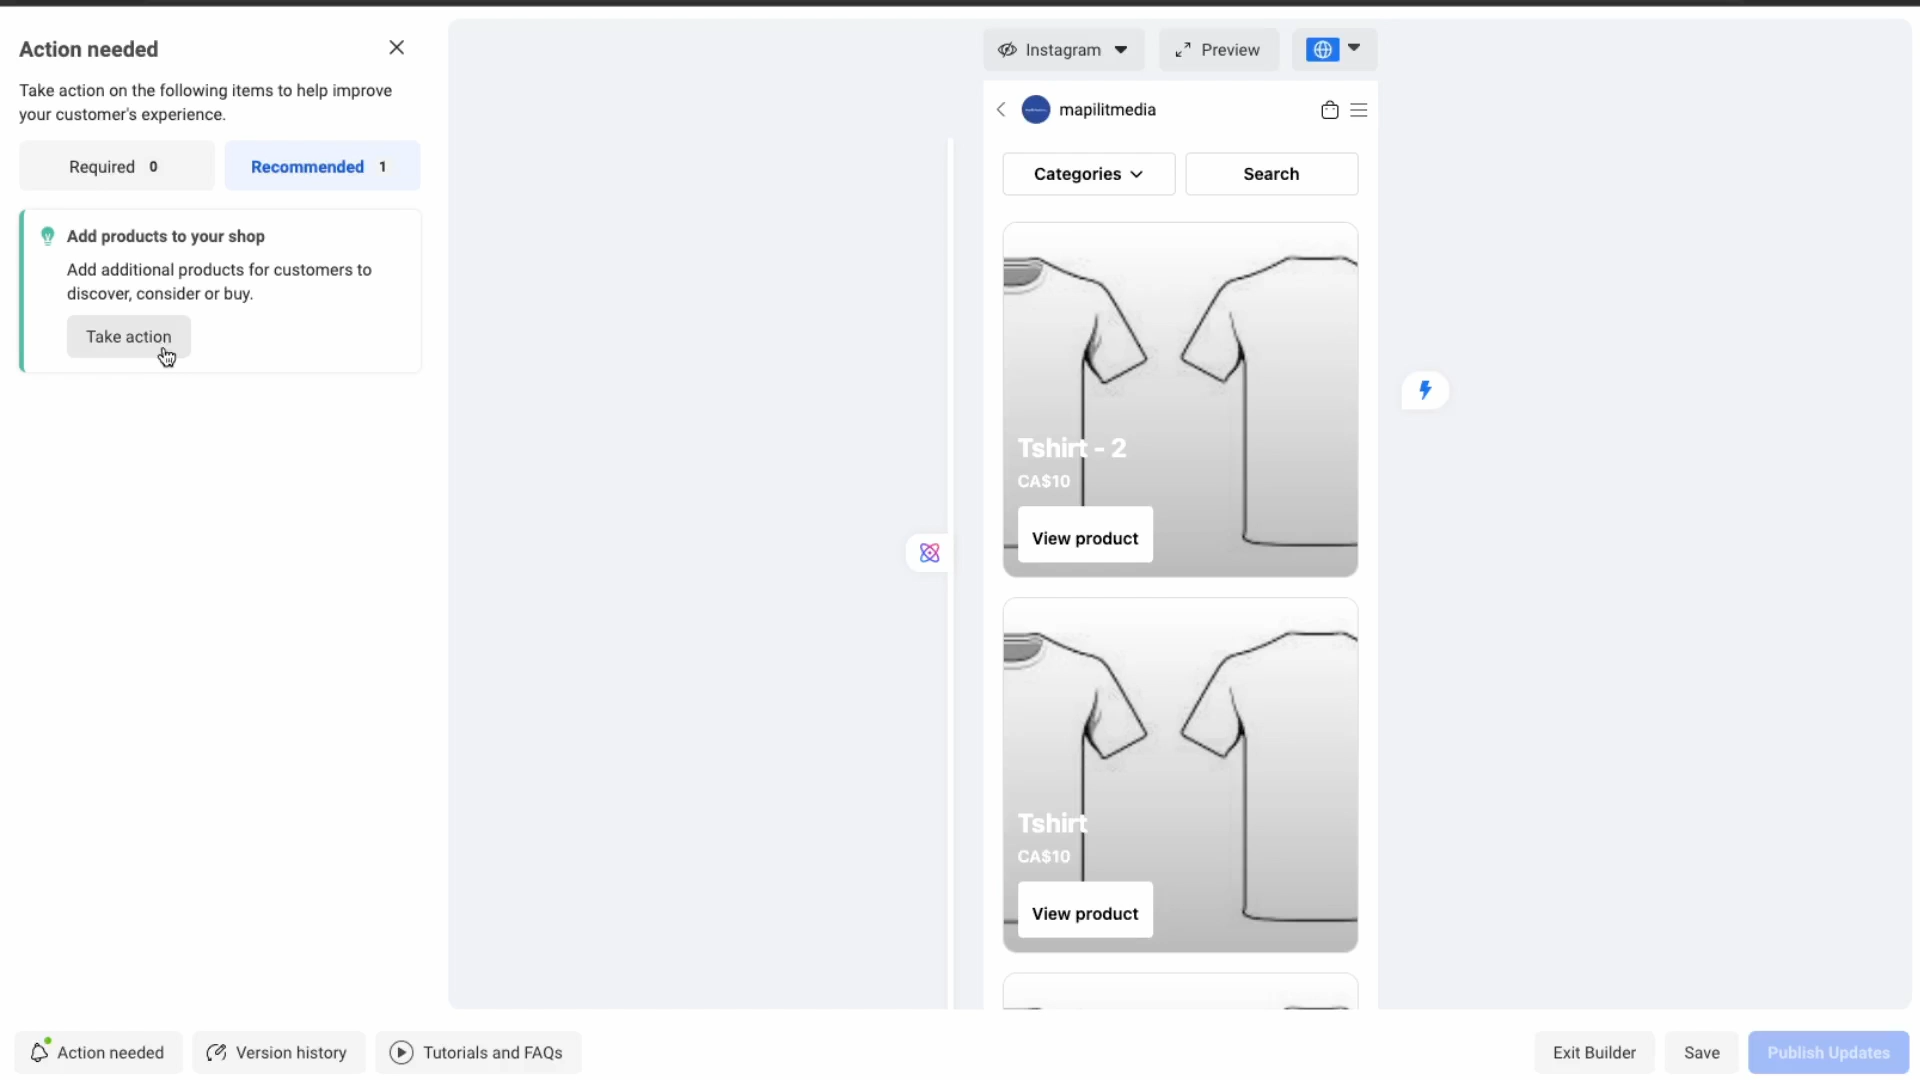 Action needed
Take action on the following items to help improve
your customer's experience.
Required 0
Recommended 1
Add products to your shop
Add additional products for customers to
discover, consider or buy.
Take action
Instagram
Preview
mapilitmedia
Categories
Search
Tshirt - 2
CA$10
View product
Tshirt
CA$10
View product
Action needed
Version history
Tutorials and FAQs
Exit Builder
Save
Publish Updates